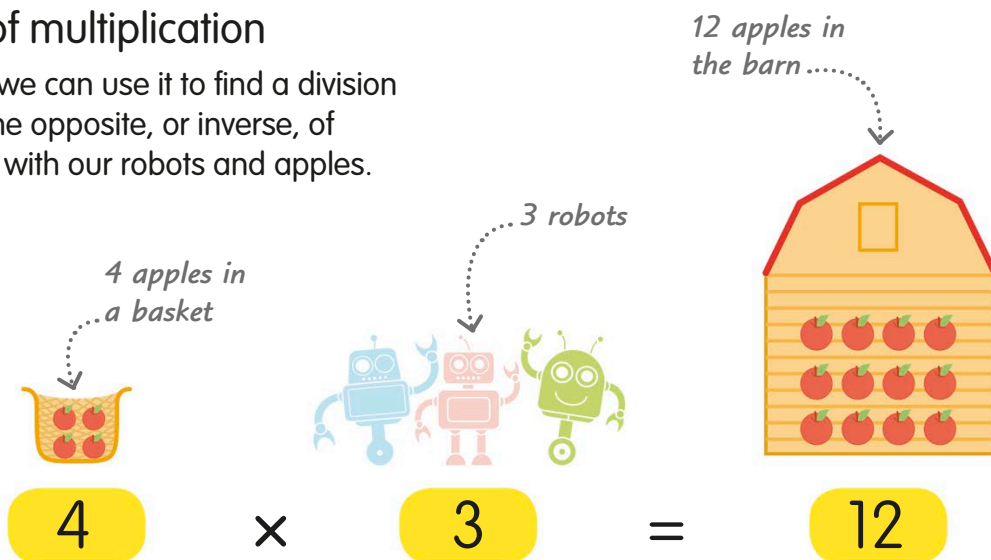 of multiplication
we can use it to find a division
he opposite, or inverse, of
with our robots and apples.
12 apples in
the barn
3 robots
4 apples in
a basket
4 × 3 = 12